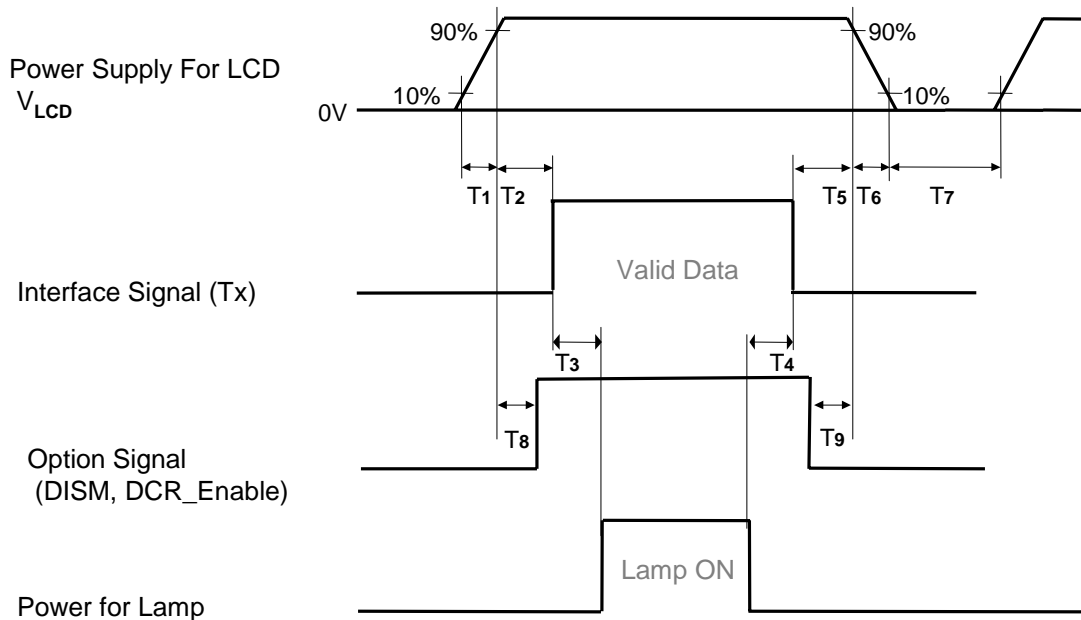 90% 90%
Power Supply For LCD
VLCD
10% 10%
0V
T1 T2 T5 T6 T7
Valid Data
Interface Signal (Tx)
T3 T4
T8 T9
Option Signal
(DISM, DCR_Enable)
Lamp ON
Power for Lamp